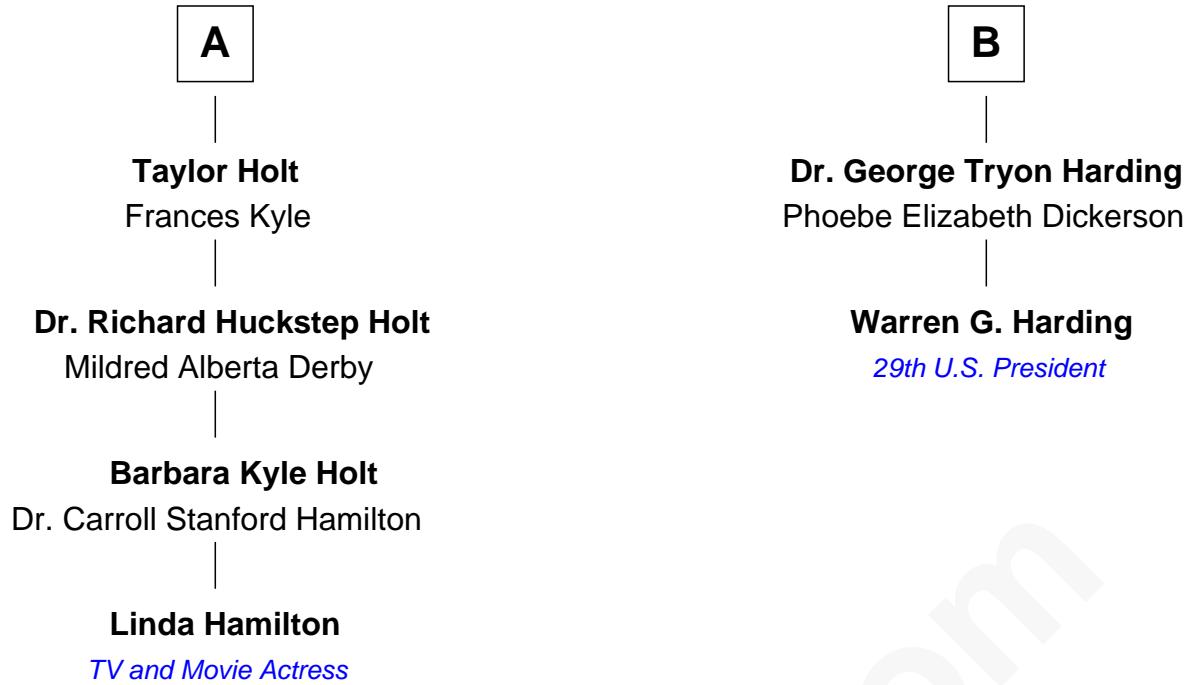 A
Taylor Holt
Frances Kyle
Dr. Richard Huckstep Holt
Mildred Alberta Derby
Barbara Kyle Holt
Dr. Carroll Stanford Hamilton
Linda Hamilton
TV and Movie Actress
B
Dr. George Tryon Harding
Phoebe Elizabeth Dickerson
Warren G. Harding
29th U.S. President
om